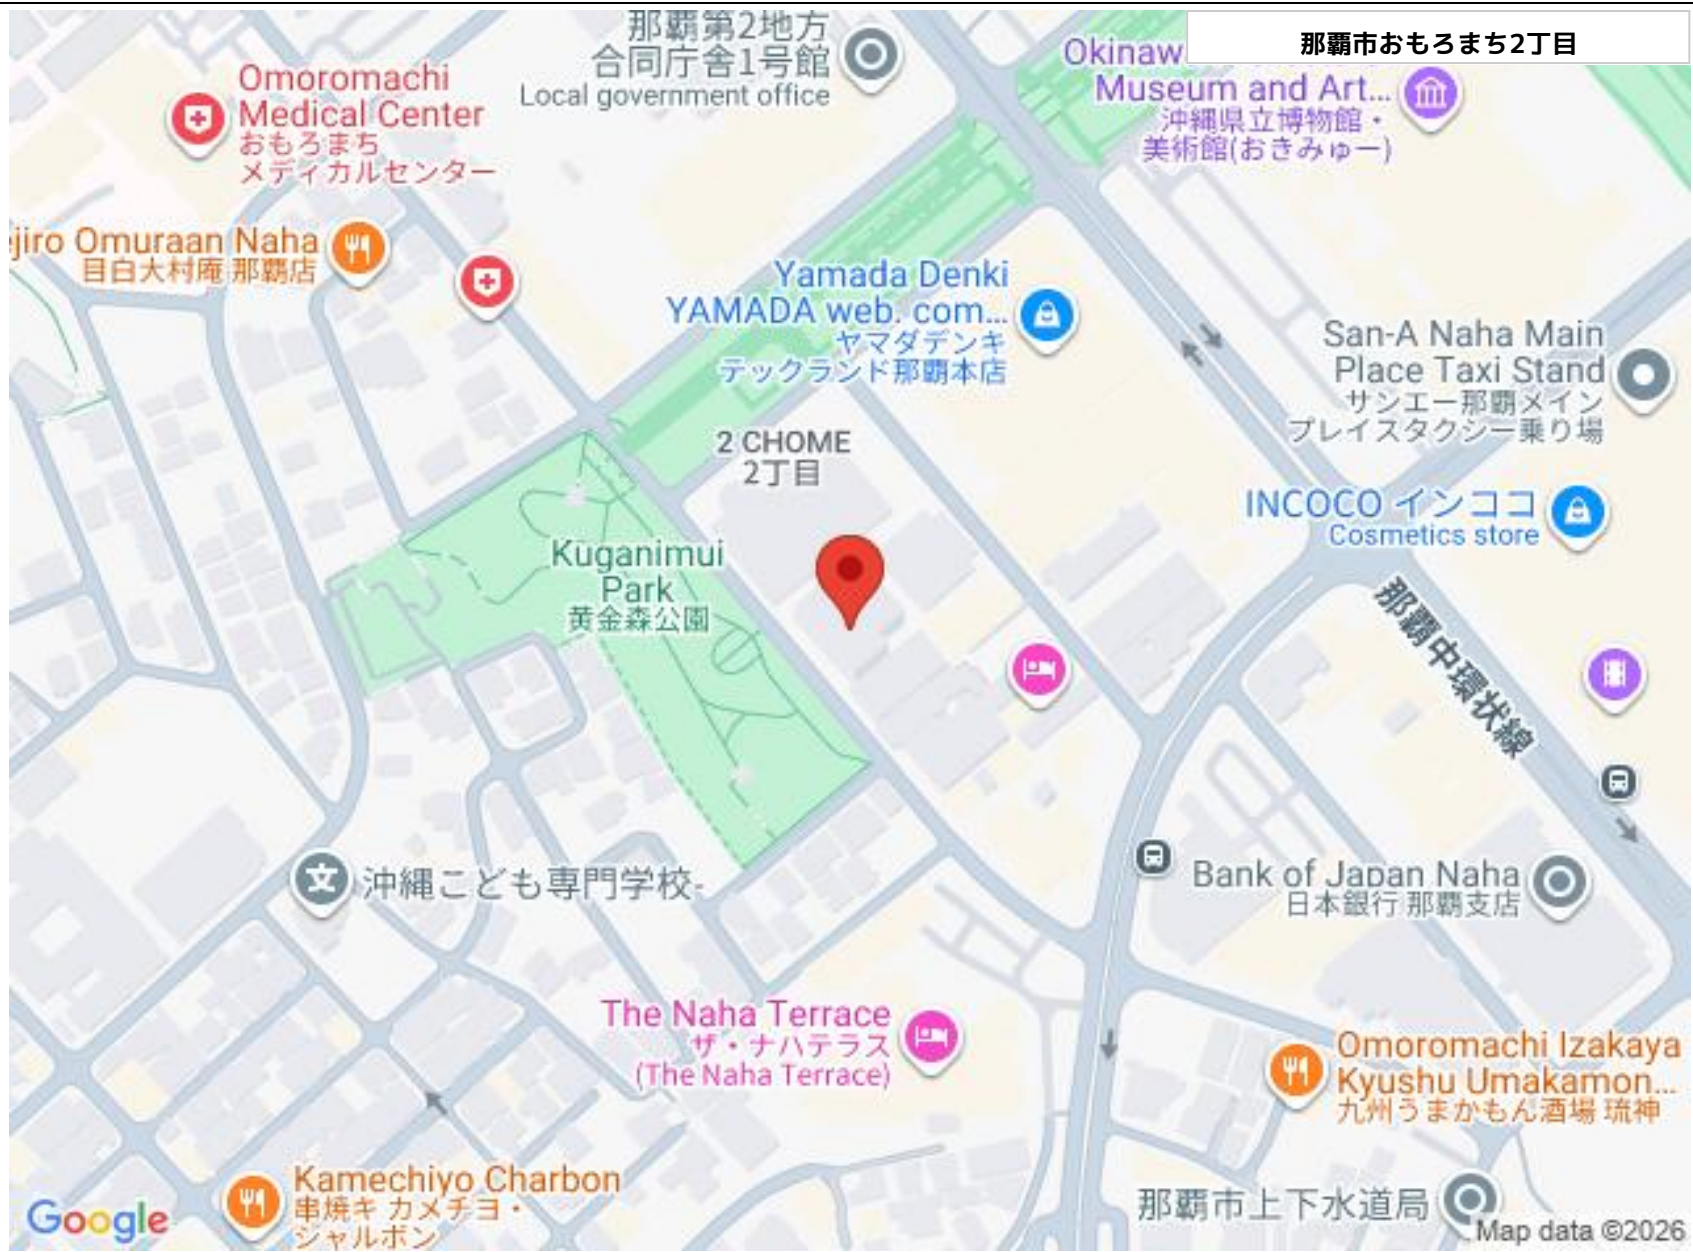 那覇市おもろまち2丁目
那覇第2地方
合同庁舎1号館
Local government office
Okinaw
Museum and Art...
沖縄県立博物館・
美術館(おきみゅー)
Omoromachi
Medical Center
おもろまち
メディカルセンター
ejiro Omuraan Naha
目白大村庵 那覇店
Yamada Denki
YAMADA web. com...
ヤマダデンキ
テックランド那覇本店
San-A Naha Main
Place Taxi Stand
サンエー那覇メイン
プレイスタクシー乗り場
2 CHOME
2丁目
INCOCO インココ
Cosmetics store
Kuganimui
Park
黄金森公園
那覇中環状線
沖縄こども専門学校
Bank of Japan Naha
日本銀行 那覇支店
The Naha Terrace
ザ・ナハテラス
(The Naha Terrace)
Omoromachi Izakaya
Kyushu Umakamon...
九州うまかもん酒場 琉神
Kamechiyo Charbon
串焼キ カメチヨ・
シャルボン
那覇市上下水道局
Google
Map data ©2026